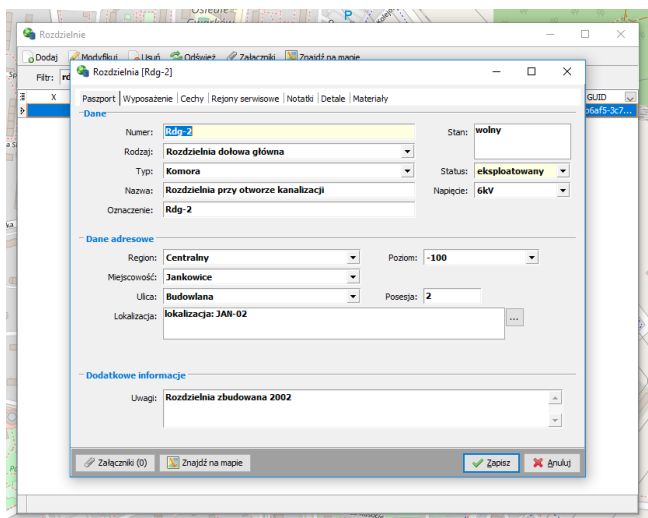 Rozdzielnie
Dodaj Modyfikuj Usuń Odśwież Załączniki Znajdź na mapie
Filtr:
X GUID
Rozdzielnia [Rdg-2]
Paszport Wyposażenie Cechy Rejony serwisowe Notatki Detale Materiały
Dane
Numer: Rdg-2 Stan: wolny
Rodzaj: Rozdzielnia dołowa główna
Typ: Komora Status: eksploatowany
Nazwa: Rozdzielnia przy otworze kanalizacji Napięcie: 6kV
Oznaczenie: Rdg-2
Dane adresowe
Region: Centralny Poziom: -100
Miejscowość: Jankowice
Ulica: Budowlana Posesja: 2
Lokalizacja: lokalizacja: JAN-02 ...
Dodatkowe informacje
Uwagi: Rozdzielnia zbudowana 2002
Załączniki (0) Znajdź na mapie Zapisz Anuluj